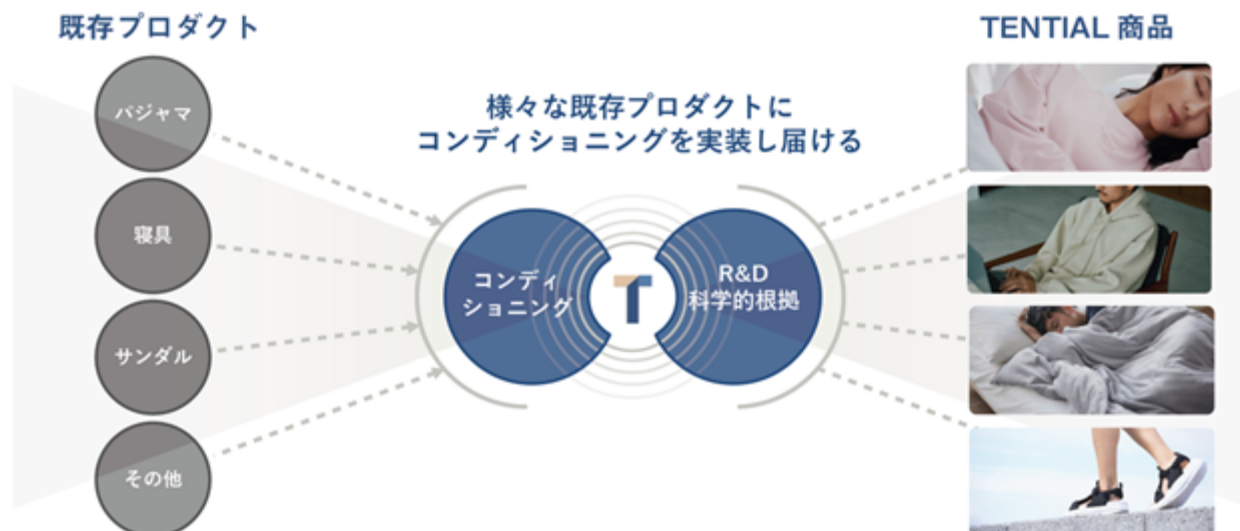 既存プロダクト
TENTIAL 商品
パジャマ
様々な既存プロダクトに
コンディショニングを実装し届ける
寝具
コンディ
ショニング
R&D
科学的根拠
サンダル
その他